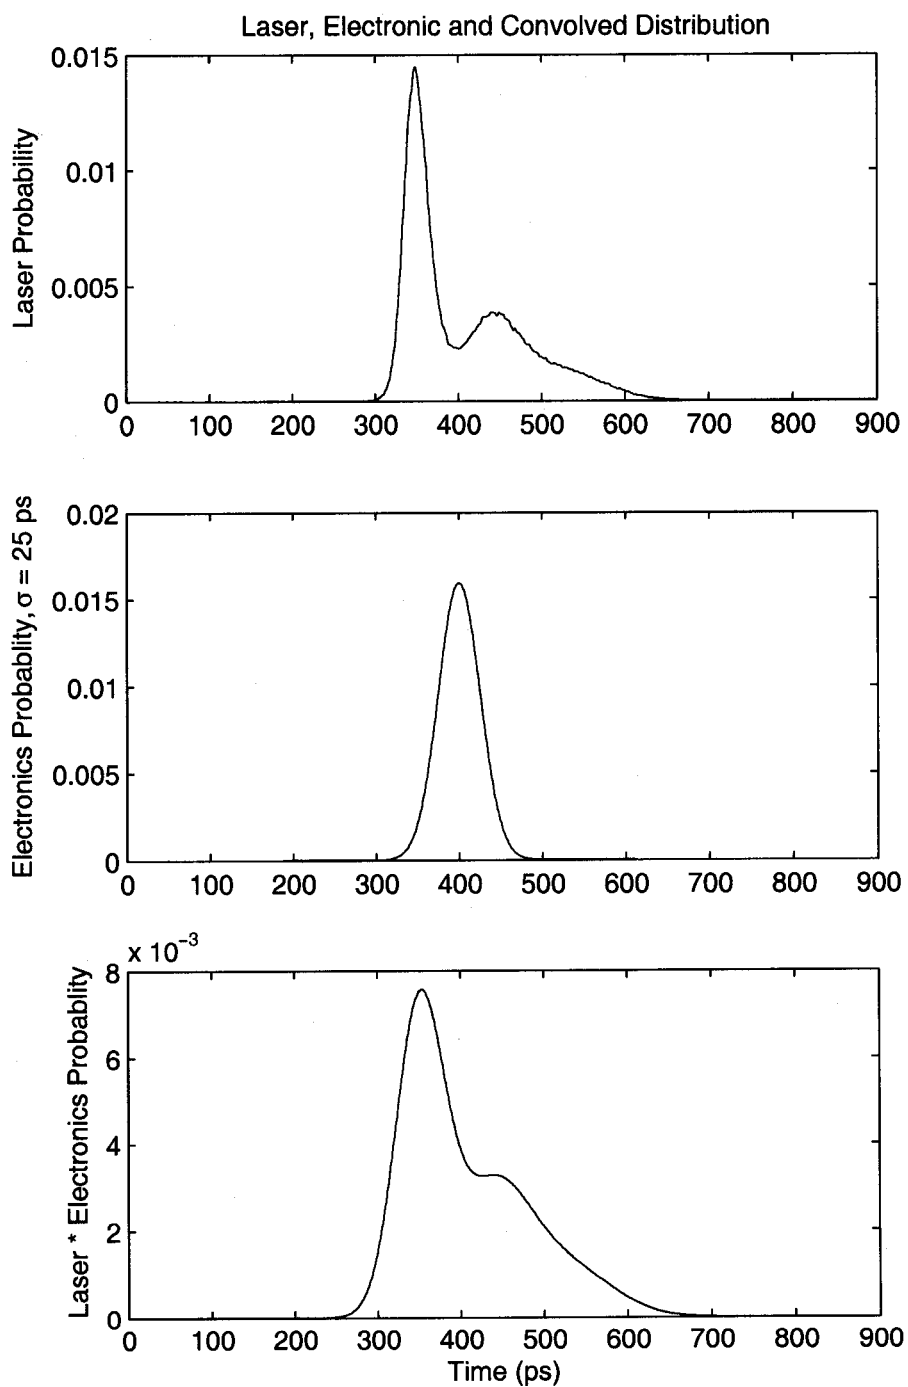 Laser, Electronic and Convolved Distribution
Laser Probability
0.015
0.01
0.005
0
0 100 200 300 400 500 600 700 800 900
Electronics Probablity, σ = 25 ps
0.02
0.015
0.01
0.005
0
0 100 200 300 400 500 600 700 800 900
x 10⁻³
Laser * Electronics Probablity
8
6
4
2
0
0 100 200 300 400 500 600 700 800 900
Time (ps)